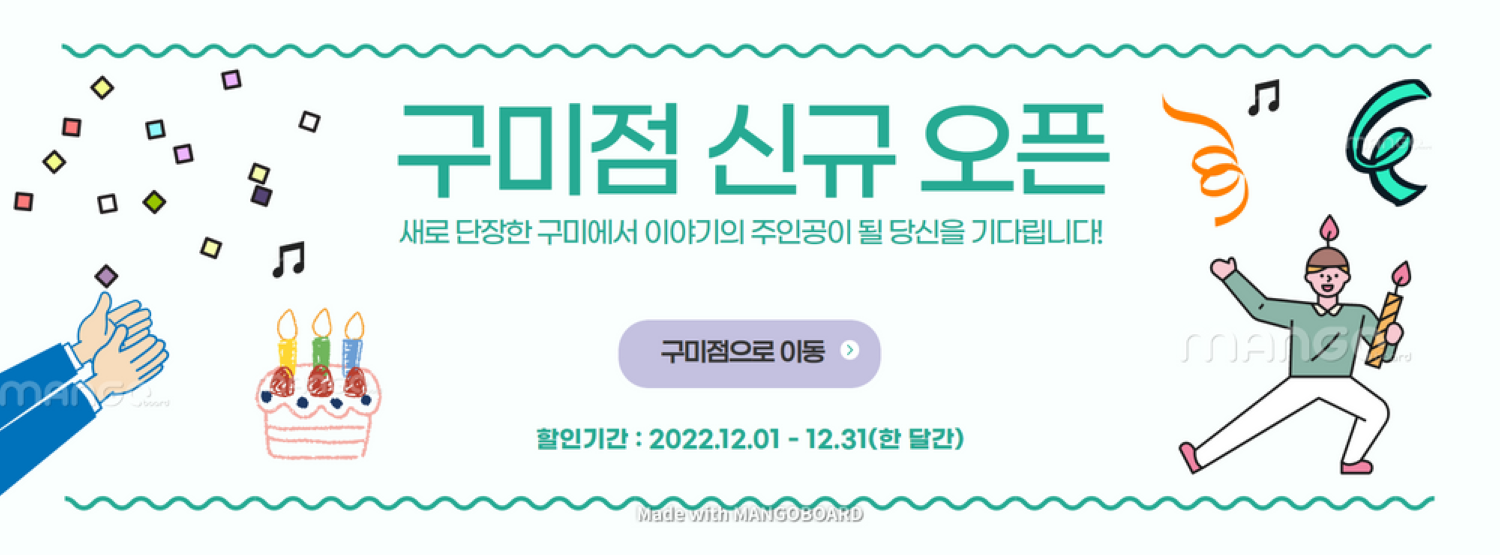 구미점 신규 오픈
새로 단장한 구미에서 이야기의 주인공이 될 당신을 기다립니다!
구미점으로 이동
할인기간 : 2022.12.01 - 12.31(한 달간)
Made with MANGOBOARD